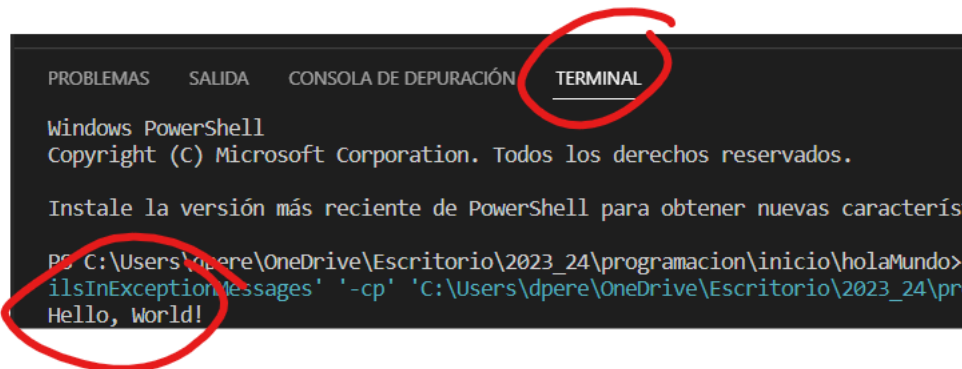 PROBLEMAS SALIDA CONSOLA DE DEPURACIÓN TERMINAL
Windows PowerShell
Copyright (C) Microsoft Corporation. Todos los derechos reservados.
Instale la versión más reciente de PowerShell para obtener nuevas caracterís
PS C:\Users\dpere\OneDrive\Escritorio\2023_24\programacion\inicio\holaMundo>
ilsInExceptionMessages' '-cp' 'C:\Users\dpere\OneDrive\Escritorio\2023_24\pr
Hello, World!